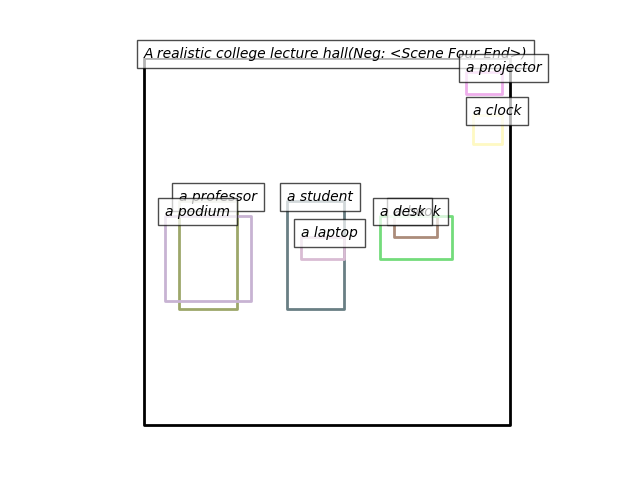 A realistic college lecture hall(Neg: <Scene Four End>)
a projector
a clock
a professor
a student
a podium
a desk
a laptop